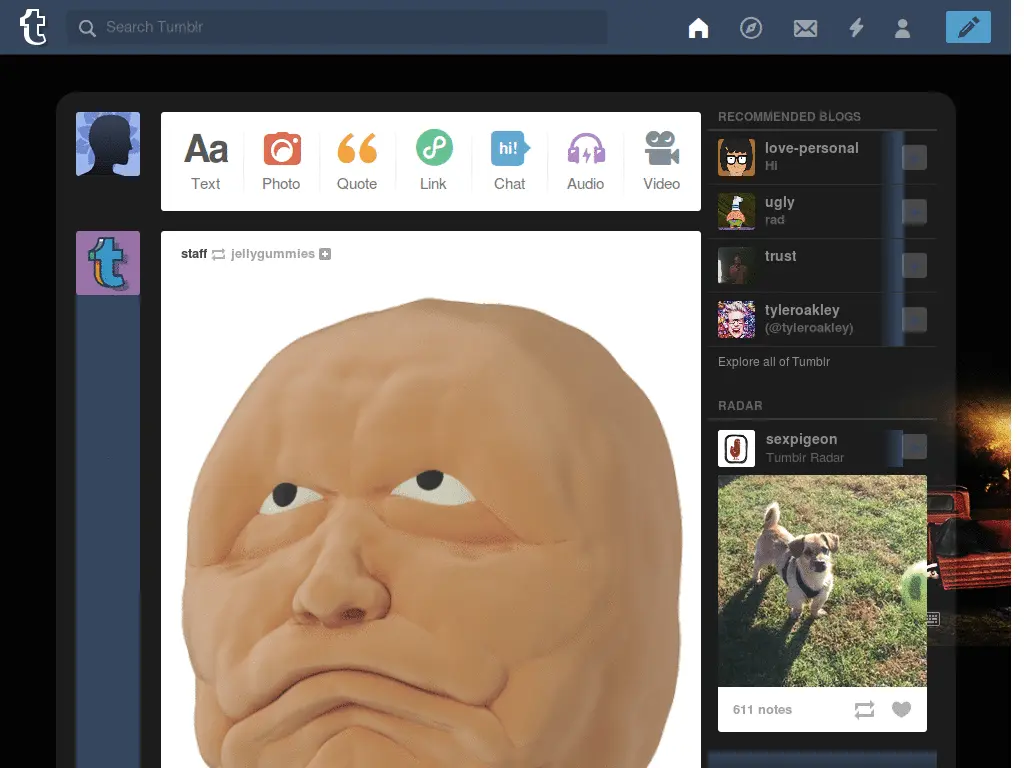 Search Tumblr
Aa
Text
Photo
Quote
Link
hi!
Chat
Audio
Video
staff jellygummies
RECOMMENDED BLOGS
love-personal
Hi
ugly
rad
trust
tyleroakley
(@tyleroakley)
Explore all of Tumblr
RADAR
sexpigeon
Tumblr Radar
611 notes